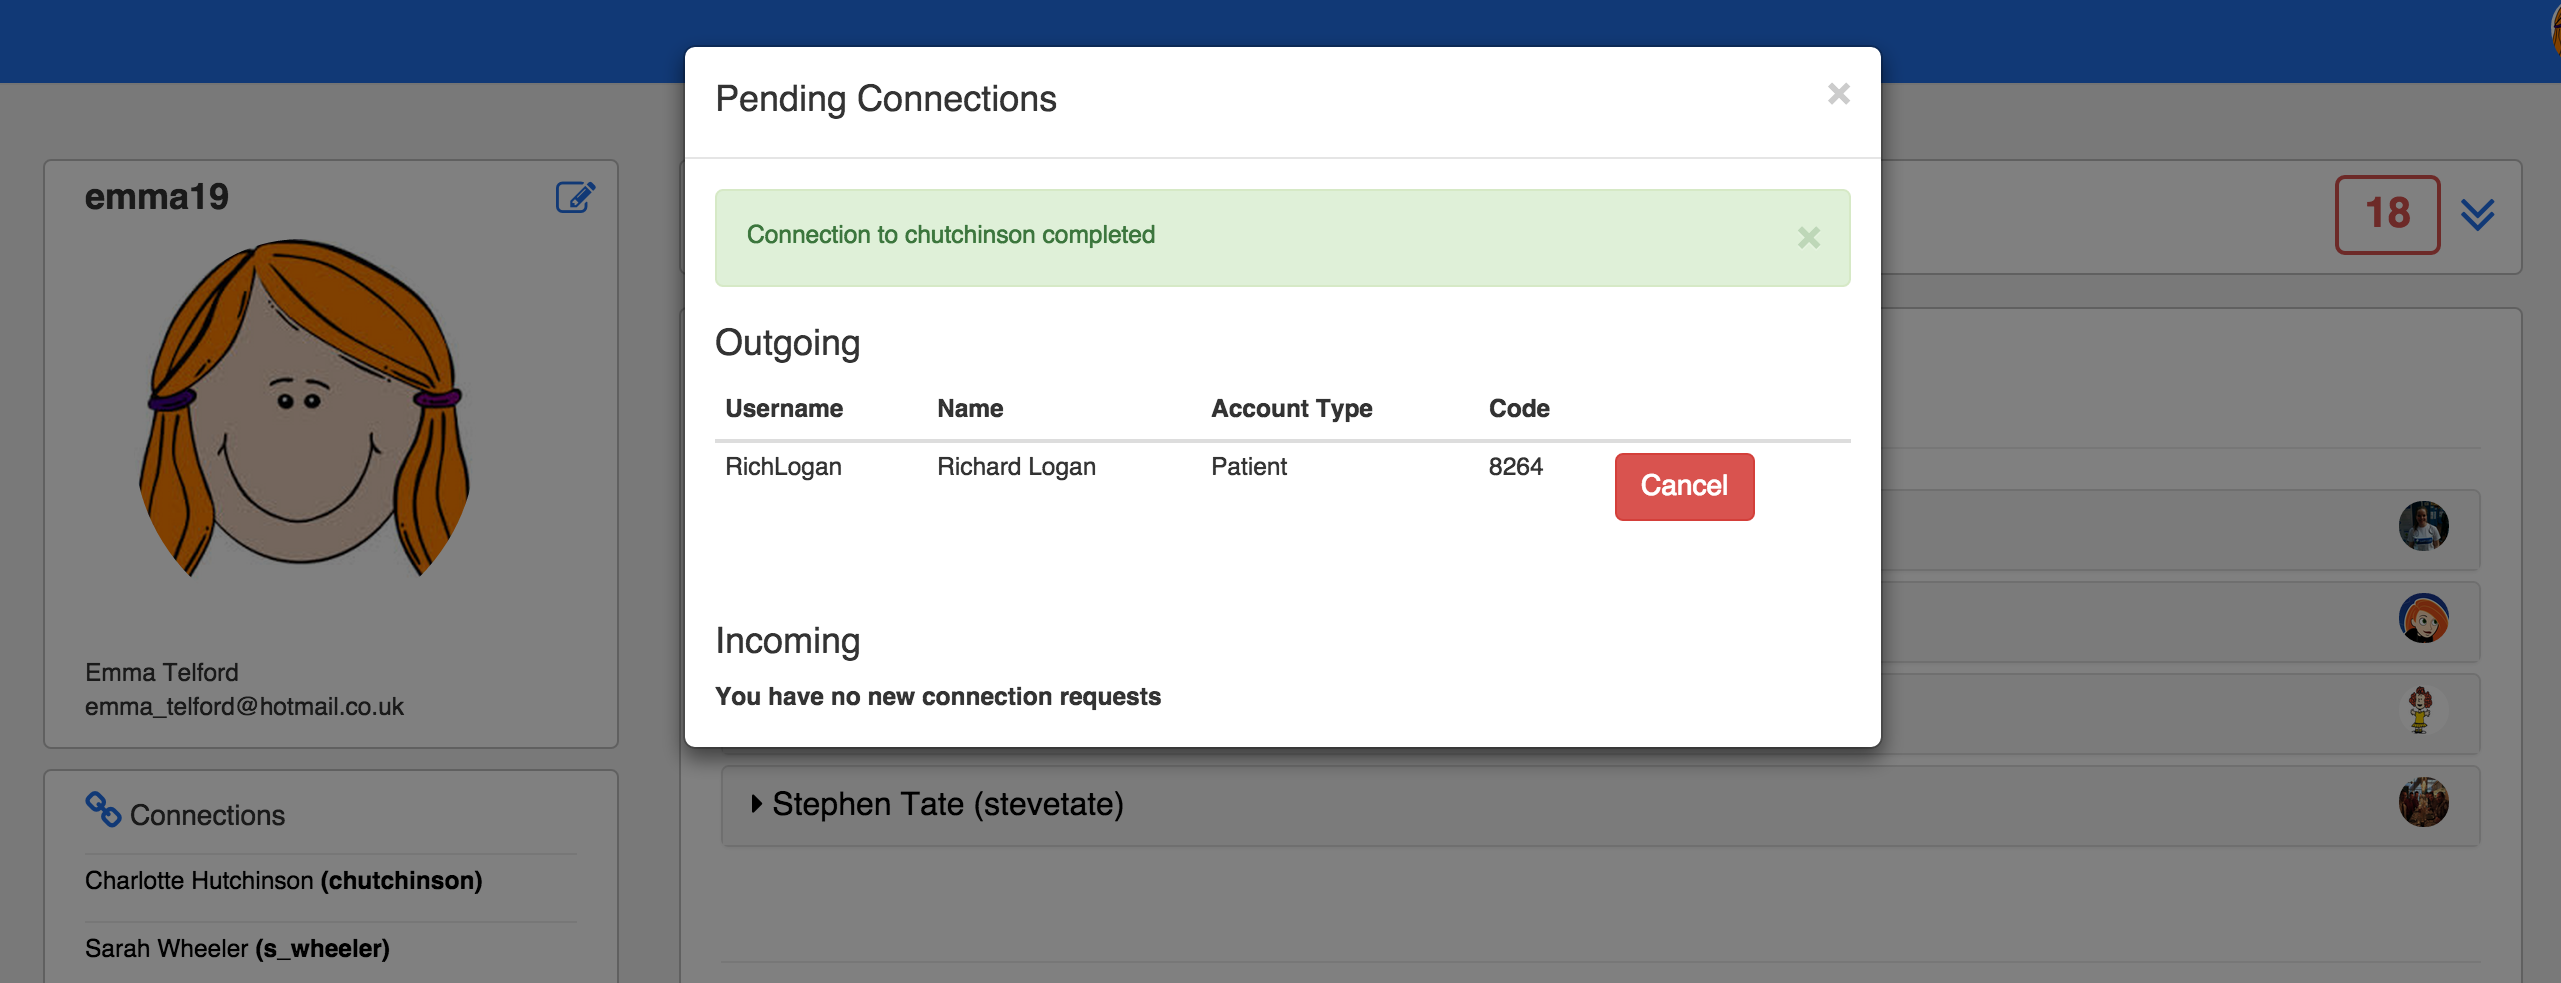 Pending Connections
×
emma19
Connection to chutchinson completed
×
18
Outgoing
Username Name Account Type Code
RichLogan Richard Logan Patient 8264 Cancel
Incoming
You have no new connection requests
Emma Telford
emma_telford@hotmail.co.uk
Stephen Tate (stevetate)
Connections
Charlotte Hutchinson (chutchinson)
Sarah Wheeler (s_wheeler)